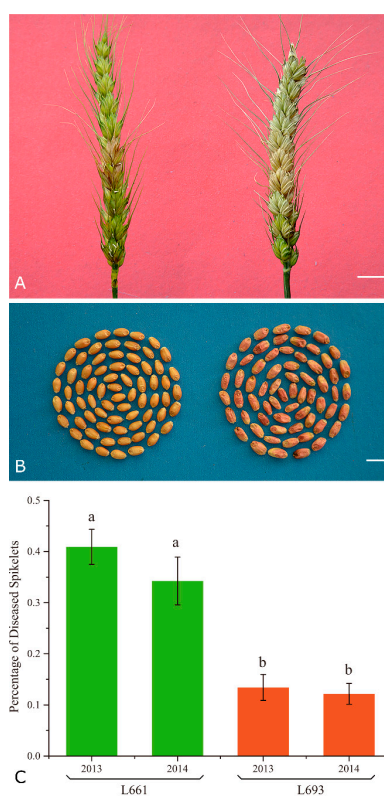 A
B
0.5
0.4
0.3
0.2
0.1
0.0
Percentage of Diseased Spikelets
a
a
b
b
2013
2014
2013
2014
L661
L693
C